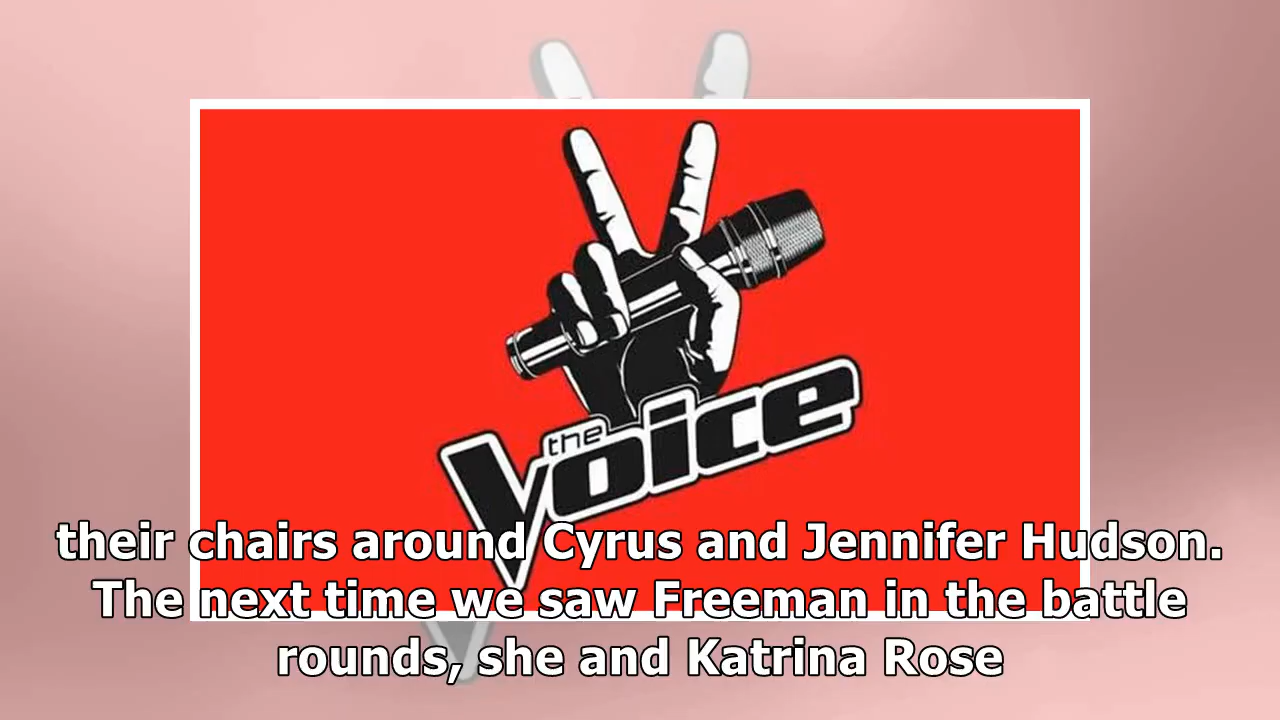 the
Voice
their chairs around Cyrus and Jennifer Hudson.
The next time we saw Freeman in the battle
rounds, she and Katrina Rose